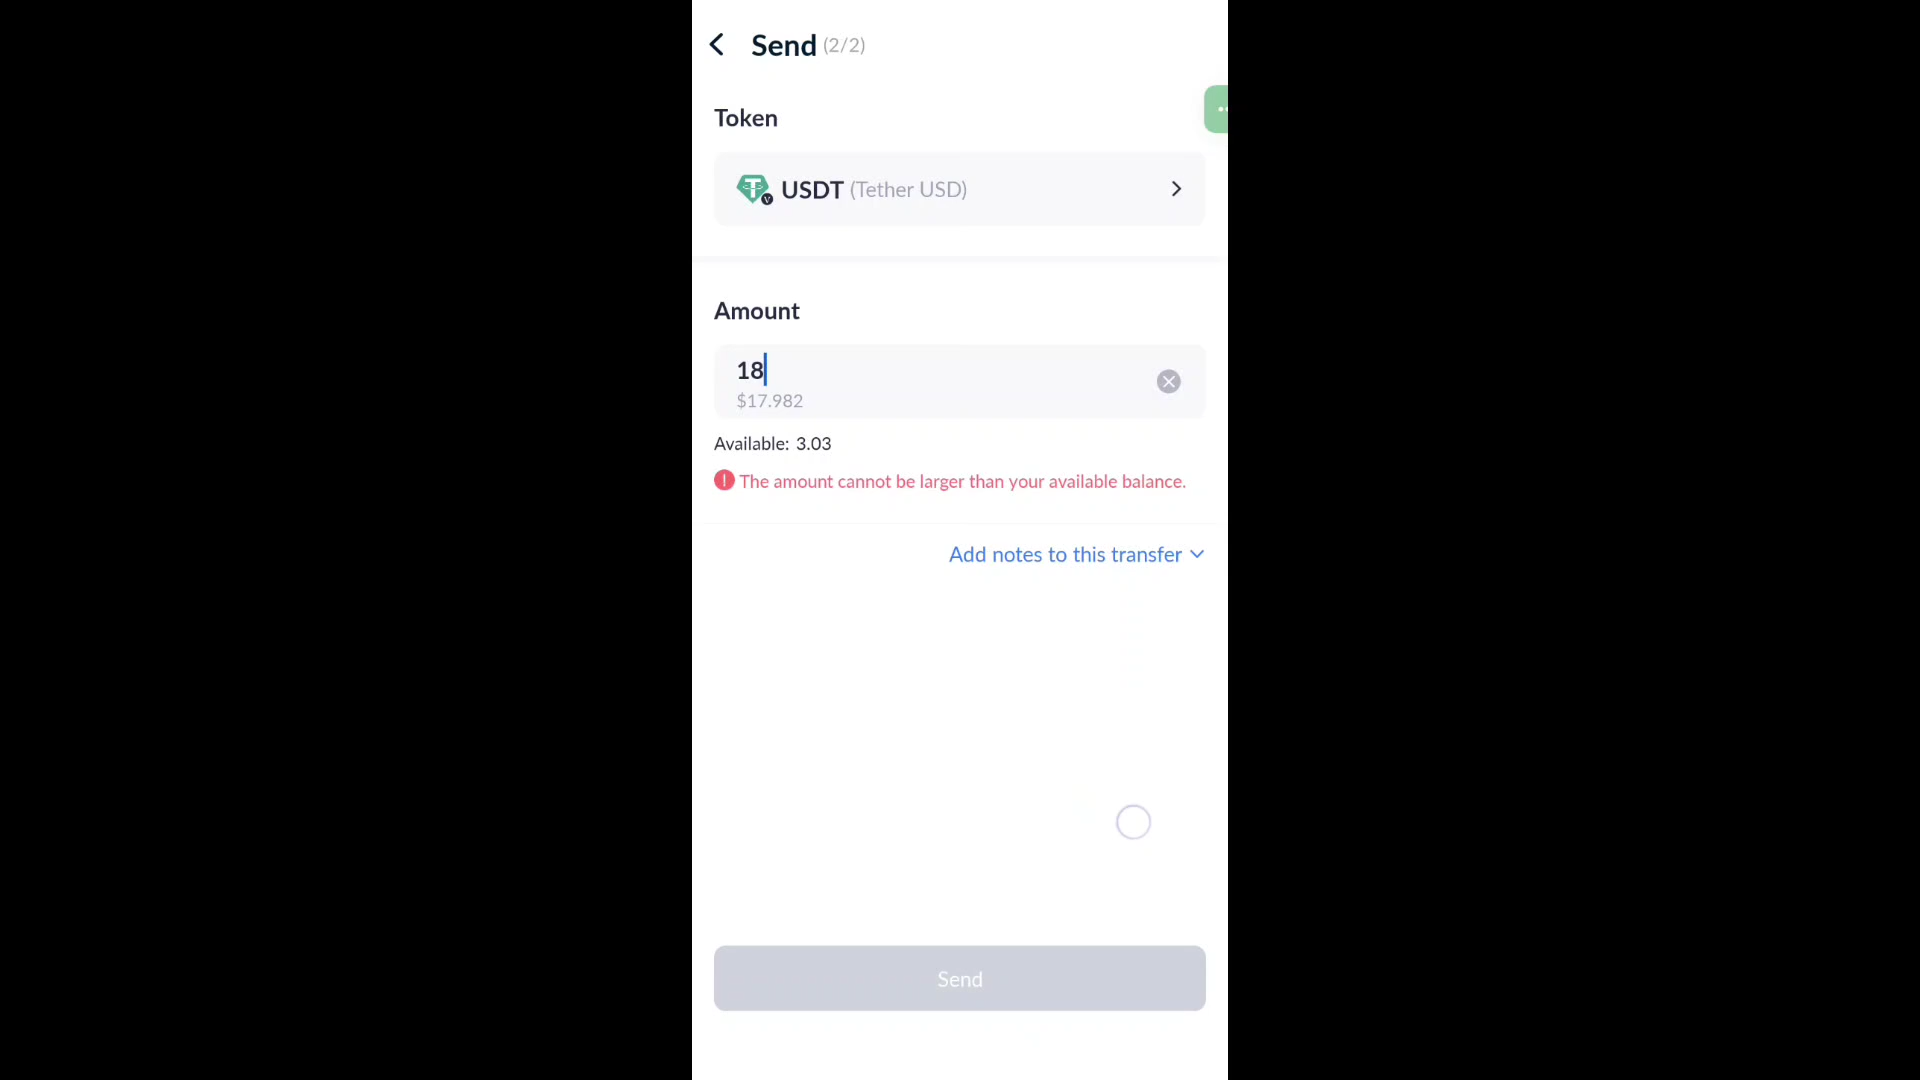 Send (2/2)
Token
USDT (Tether USD)
Amount
18
$17.982
Available: 3.03
The amount cannot be larger than your available balance.
Add notes to this transfer
Send